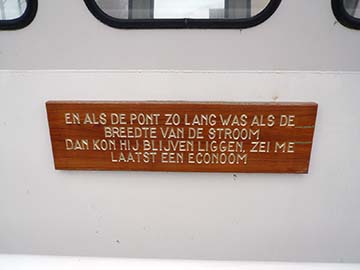 EN ALS DE PONT ZO LANG WAS ALS DE
BREEDTE VAN DE STROOM
DAN KON HIJ BLIJVEN LIGGEN, ZEI ME
LAATST EEN ECONOOM